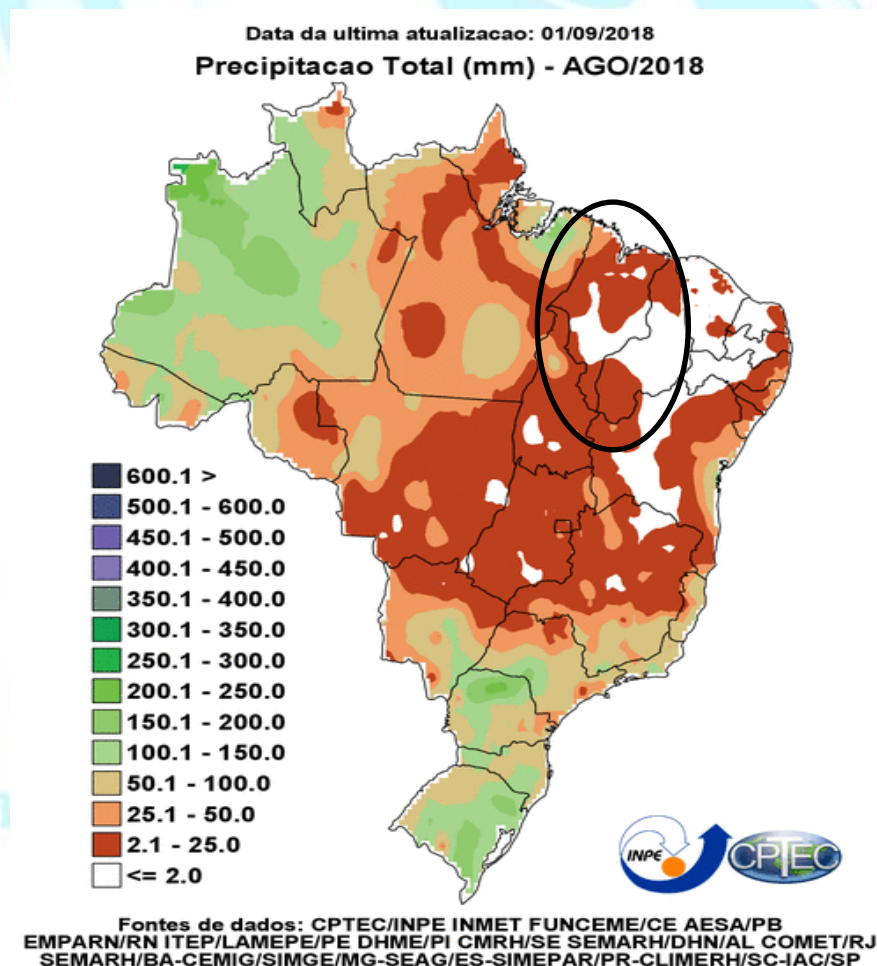 Data da ultima atualizacao: 01/09/2018
Precipitacao Total (mm) - AGO/2018
600.1 >
500.1 - 600.0
450.1 - 500.0
400.1 - 450.0
350.1 - 400.0
300.1 - 350.0
250.1 - 300.0
200.1 - 250.0
150.1 - 200.0
100.1 - 150.0
50.1 - 100.0
25.1 - 50.0
2.1 - 25.0
<= 2.0
INPE
CPTEC
Fontes de dados: CPTEC/INPE INMET FUNCEME/CE AESA/PB
EMPARN/RN ITEP/LAMEPE/PE DHME/PI CMRH/SE SEMARH/DHN/AL COMET/RJ
SEMARH/BA-CEMIG/SIMGE/MG-SEAG/ES-SIMEPAR/PR-CLIMERH/SC-IAC/SP